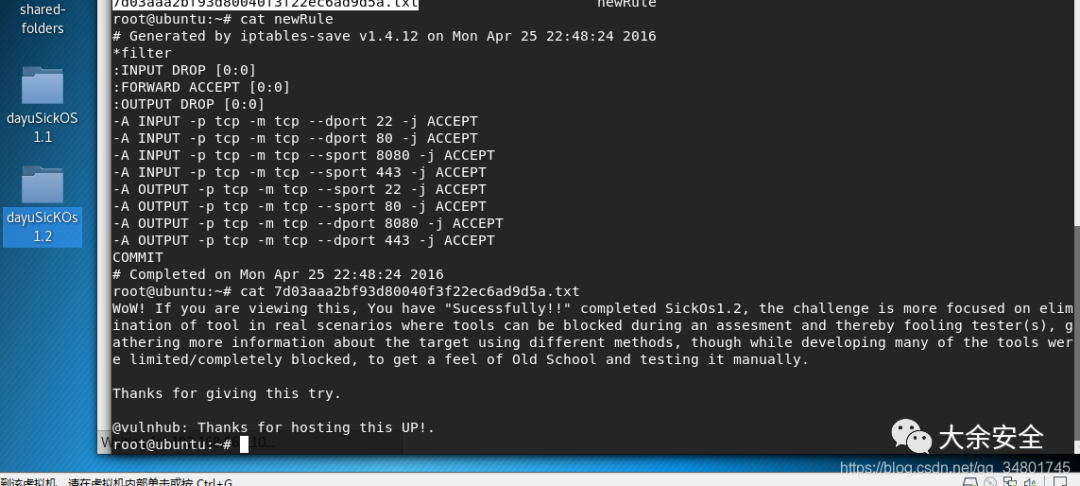 shared-
folders
dayuSickOS
1.1
dayuSicKOs
1.2
7d03aaa2bf93d80040f3f22ec6ad9d5a.txt newRule
root@ubuntu:~# cat newRule
# Generated by iptables-save v1.4.12 on Mon Apr 25 22:48:24 2016
*filter
:INPUT DROP [0:0]
:FORWARD ACCEPT [0:0]
:OUTPUT DROP [0:0]
-A INPUT -p tcp -m tcp --dport 22 -j ACCEPT
-A INPUT -p tcp -m tcp --dport 80 -j ACCEPT
-A INPUT -p tcp -m tcp --sport 8080 -j ACCEPT
-A INPUT -p tcp -m tcp --sport 443 -j ACCEPT
-A OUTPUT -p tcp -m tcp --sport 22 -j ACCEPT
-A OUTPUT -p tcp -m tcp --sport 80 -j ACCEPT
-A OUTPUT -p tcp -m tcp --dport 8080 -j ACCEPT
-A OUTPUT -p tcp -m tcp --dport 443 -j ACCEPT
COMMIT
# Completed on Mon Apr 25 22:48:24 2016
root@ubuntu:~# cat 7d03aaa2bf93d80040f3f22ec6ad9d5a.txt
WoW! If you are viewing this, You have "Sucessfully!!" completed SickOs1.2, the challenge is more focused on elim
ination of tool in real scenarios where tools can be blocked during an assesment and thereby fooling tester(s), g
athering more information about the target using different methods, though while developing many of the tools wer
e limited/completely blocked, to get a feel of Old School and testing it manually.
Thanks for giving this try.
@vulnhub: Thanks for hosting this UP!.
root@ubuntu:~#
大余安全
https://blog.csdn.net/qq_34801745
到该虚拟机，请在虚拟机内部单击或按 Ctrl+G